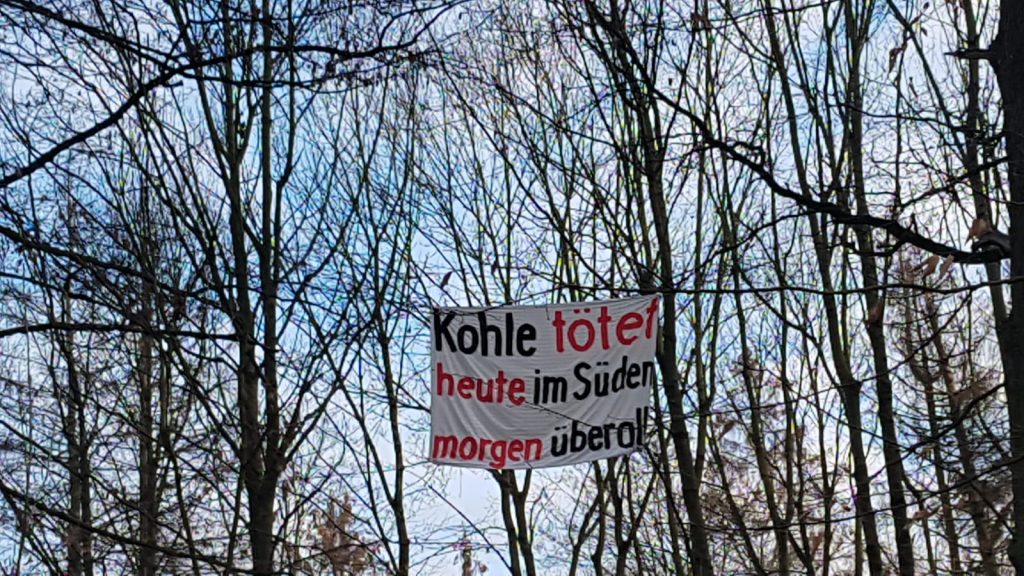 Kohle tötet
heute im Süden
morgen überall